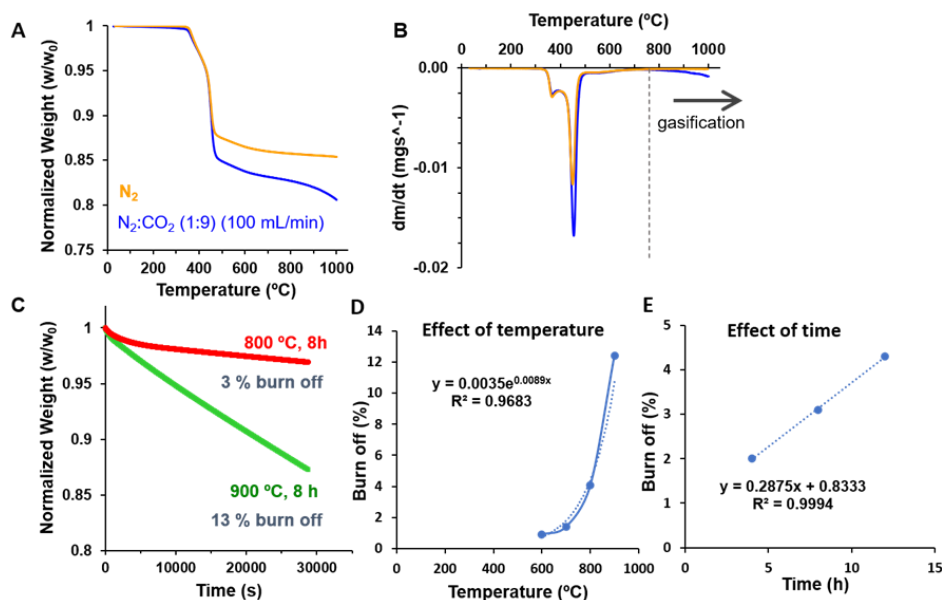 A
Normalized Weight (w/w₀)
1
0.95
0.9
0.85
0.8
0.75
N₂
N₂:CO₂ (1:9) (100 mL/min)
0 200 400 600 800 1000
Temperature (ºC)
B
Temperature (ºC)
0 200 400 600 800 1000
dm/dt (mgs^-1)
0.00
-0.01
-0.02
gasification
C
Normalized Weight (w/w₀)
1
0.95
0.9
0.85
0.8
800 ºC, 8h
3 % burn off
900 ºC, 8 h
13 % burn off
0 10000 20000 30000
Time (s)
D
Effect of temperature
Burn off (%)
14
12
10
8
6
4
2
0
y = 0.0035e^0.0089x
R² = 0.9683
0 200 400 600 800 1000
Temperature (ºC)
E
Effect of time
Burn off (%)
5
4
3
2
1
0
y = 0.2875x + 0.8333
R² = 0.9994
0 5 10 15
Time (h)